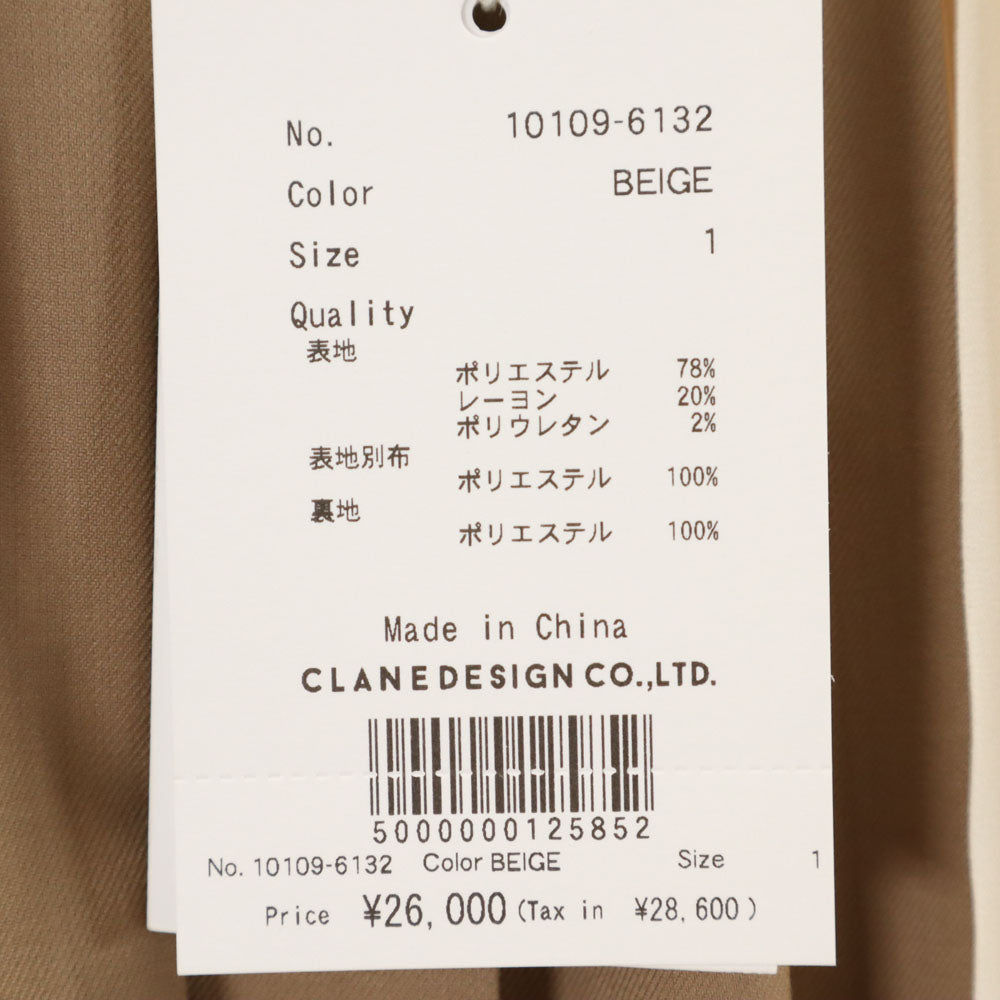 No. 10109-6132
Color BEIGE
Size 1
Quality
表地
ポリエステル 78%
レーヨン 20%
ポリウレタン 2%
表地別布
ポリエステル 100%
裏地
ポリエステル 100%
Made in China
CLANE DESIGN CO.,LTD.
5000000125852
No. 10109-6132 Color BEIGE Size 1
Price ¥26,000 (Tax in ¥28,600)